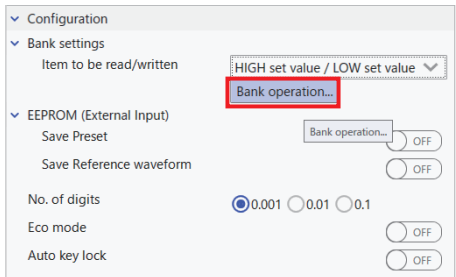 Configuration
Bank settings
Item to be read/written HIGH set value / LOW set value
Bank operation...
EEPROM (External Input)
Bank operation...
Save Preset OFF
Save Reference waveform OFF
No. of digits 0.001 0.01 0.1
Eco mode OFF
Auto key lock OFF